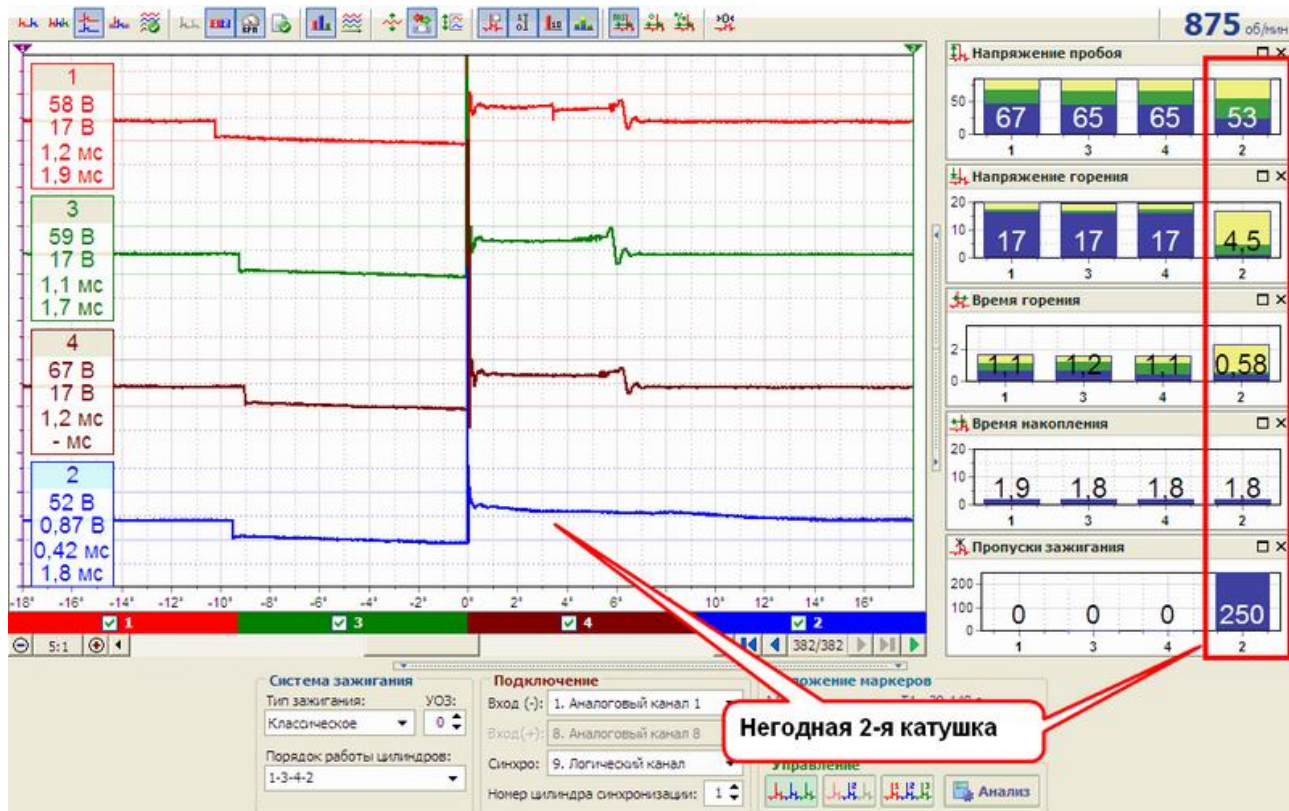 875 об/мин
1
58 В
17 В
1,2 мс
1,9 мс
3
59 В
17 В
1,1 мс
1,7 мс
4
67 В
17 В
1,2 мс
- мс
2
52 В
0,87 В
0,42 мс
1,8 мс
-18° -16° -14° -12° -10° -8° -6° -4° -2° 0° 2° 4° 6° 10° 12° 14° 16°
1 3 4 2
5:1 382/382
Напряжение пробоя
50
0
67 65 65 53
1 3 4 2
Напряжение горения
20
10
0
17 17 17 4,5
1 3 4 2
Время горения
2
0
1,1 1,2 1,1 0,58
1 3 4 2
Время накопления
20
10
0
1,9 1,8 1,8 1,8
1 3 4 2
Пропуски зажигания
200
100
0
0 0 0 250
1 3 4 2
Система зажигания
Тип зажигания: УОЗ:
Классическое 0
Порядок работы цилиндров:
1-3-4-2
Подключение
Вход (-): 1. Аналоговый канал 1
Вход(+): 8. Аналоговый канал 8
Синхро: 9. Логический канал
Номер цилиндра синхронизации: 1
маркеров
Негодная 2-я катушка
Управление
Анализ